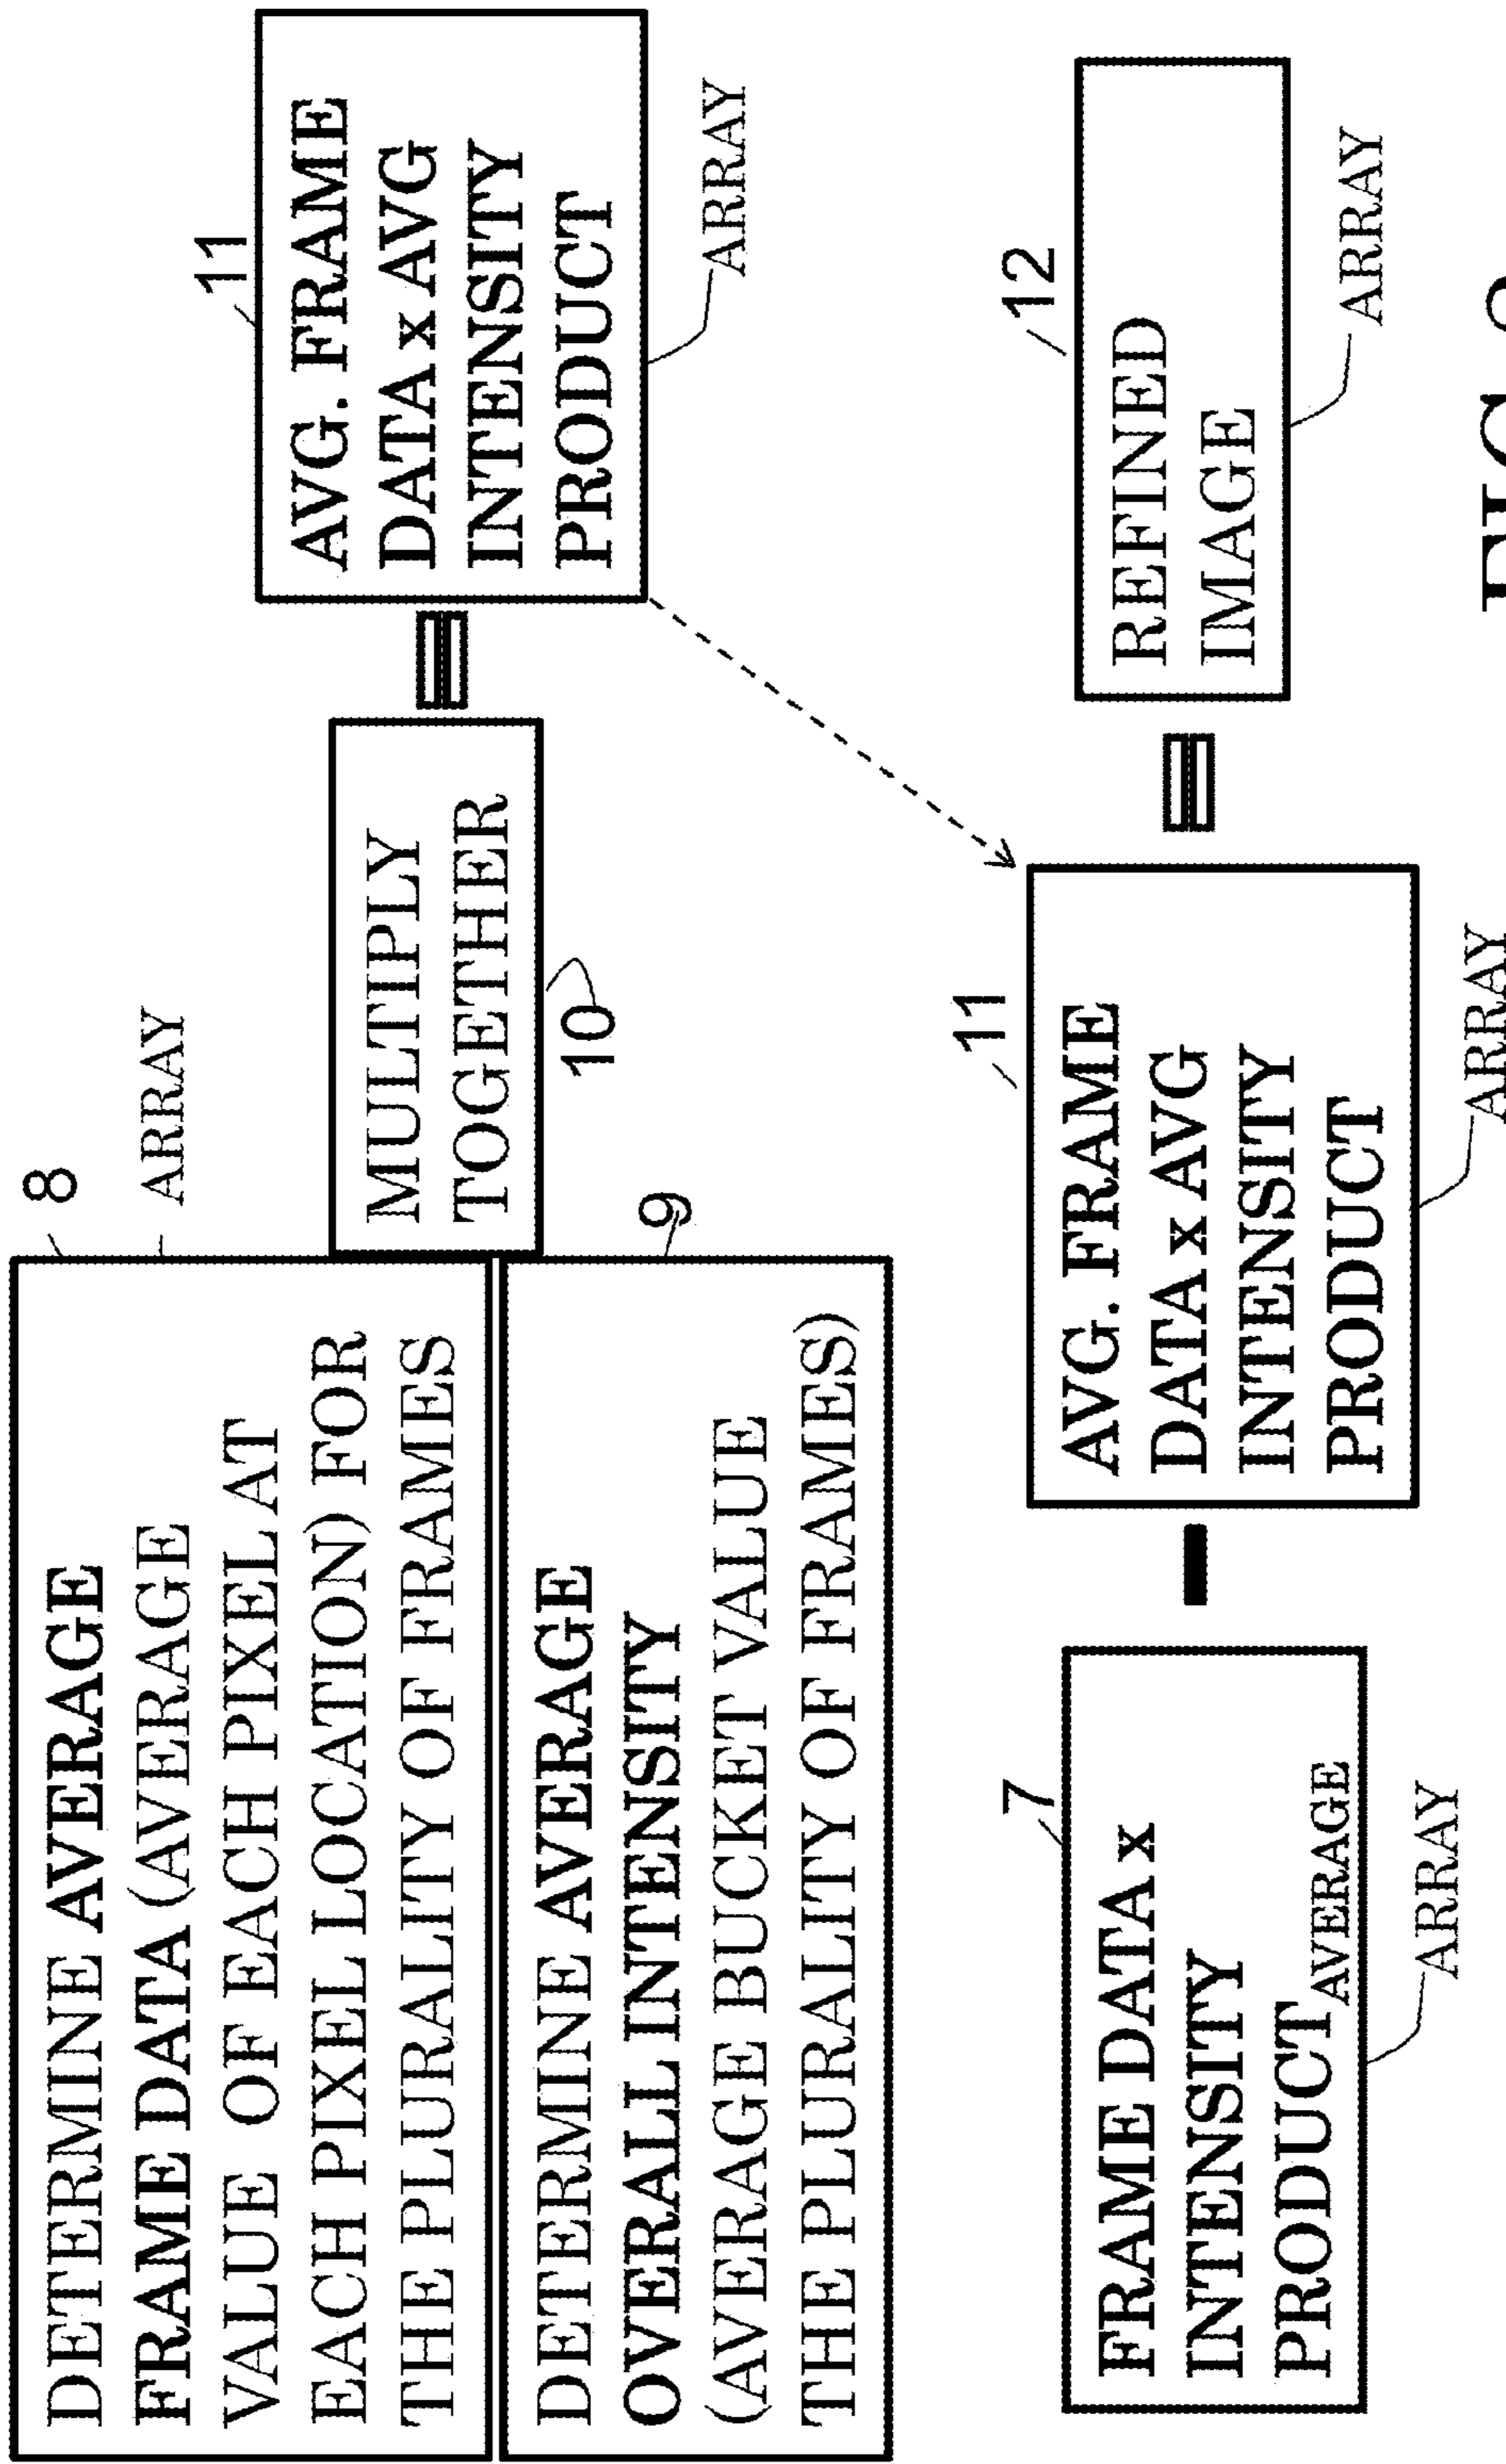 8
ARRAY
DETERMINE AVERAGE
FRAME DATA (AVERAGE
VALUE OF EACH PIXEL AT
EACH PIXEL LOCATION) FOR
THE PLURALITY OF FRAMES
DETERMINE AVERAGE
OVERALL INTENSITY
(AVERAGE BUCKET VALUE
THE PLURALITY OF FRAMES)
9
MULTIPLY
TOGETHER
10
=
11
AVG. FRAME
DATA x AVG
INTENSITY
PRODUCT
ARRAY
7
FRAME DATA x
INTENSITY
PRODUCT AVERAGE
ARRAY
-
11
AVG. FRAME
DATA x AVG
INTENSITY
PRODUCT
ARRAY
=
12
REFINED
IMAGE
ARRAY